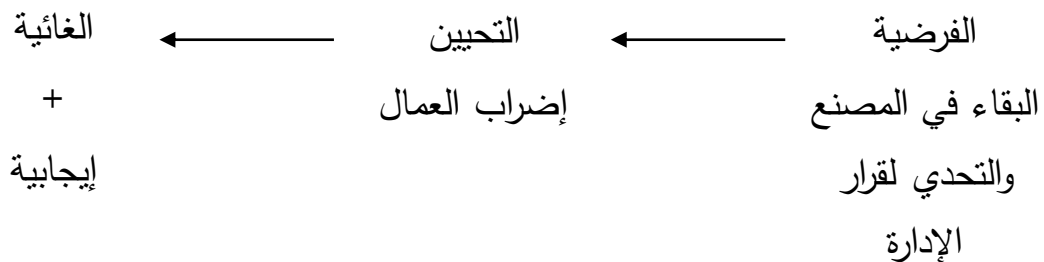 الفرضية التحيين الغائية
البقاء في المصنع إضراب العمال +
والتحدي لقرار إيجابية
الإدارة